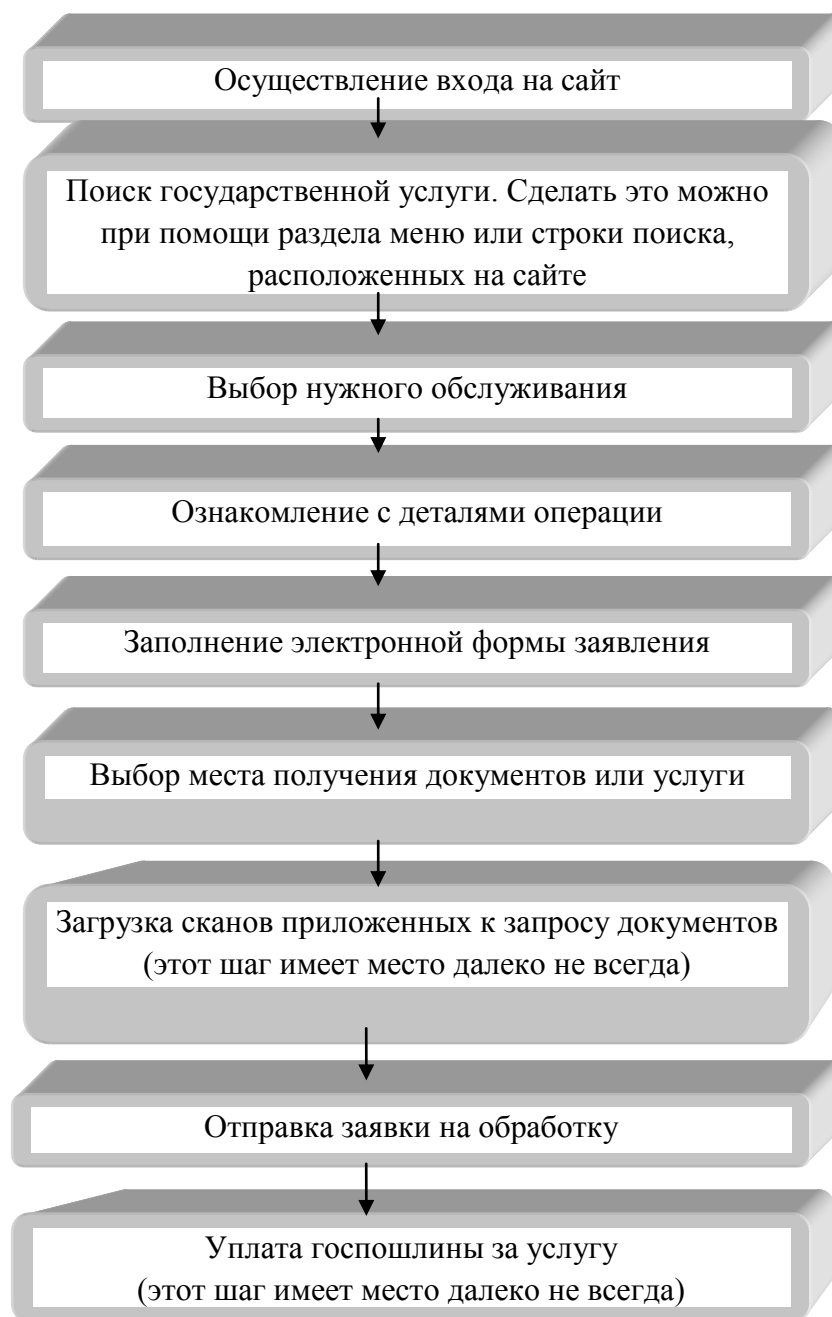 Осуществление входа на сайт
Поиск государственной услуги. Сделать это можно
при помощи раздела меню или строки поиска,
расположенных на сайте
Выбор нужного обслуживания
Ознакомление с деталями операции
Заполнение электронной формы заявления
Выбор места получения документов или услуги
Загрузка сканов приложенных к запросу документов
(этот шаг имеет место далеко не всегда)
Отправка заявки на обработку
Уплата госпошлины за услугу
(этот шаг имеет место далеко не всегда)